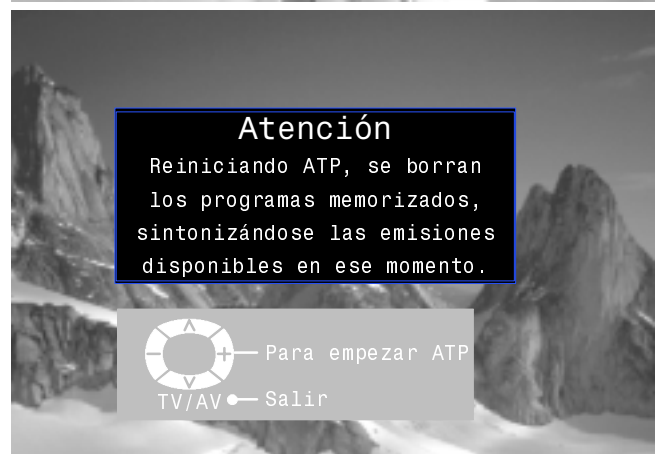 Atención
Reiniciando ATP, se borran
los programas memorizados,
sintonizándose las emisiones
disponibles en ese momento.
Para empezar ATP
TV/AV Salir